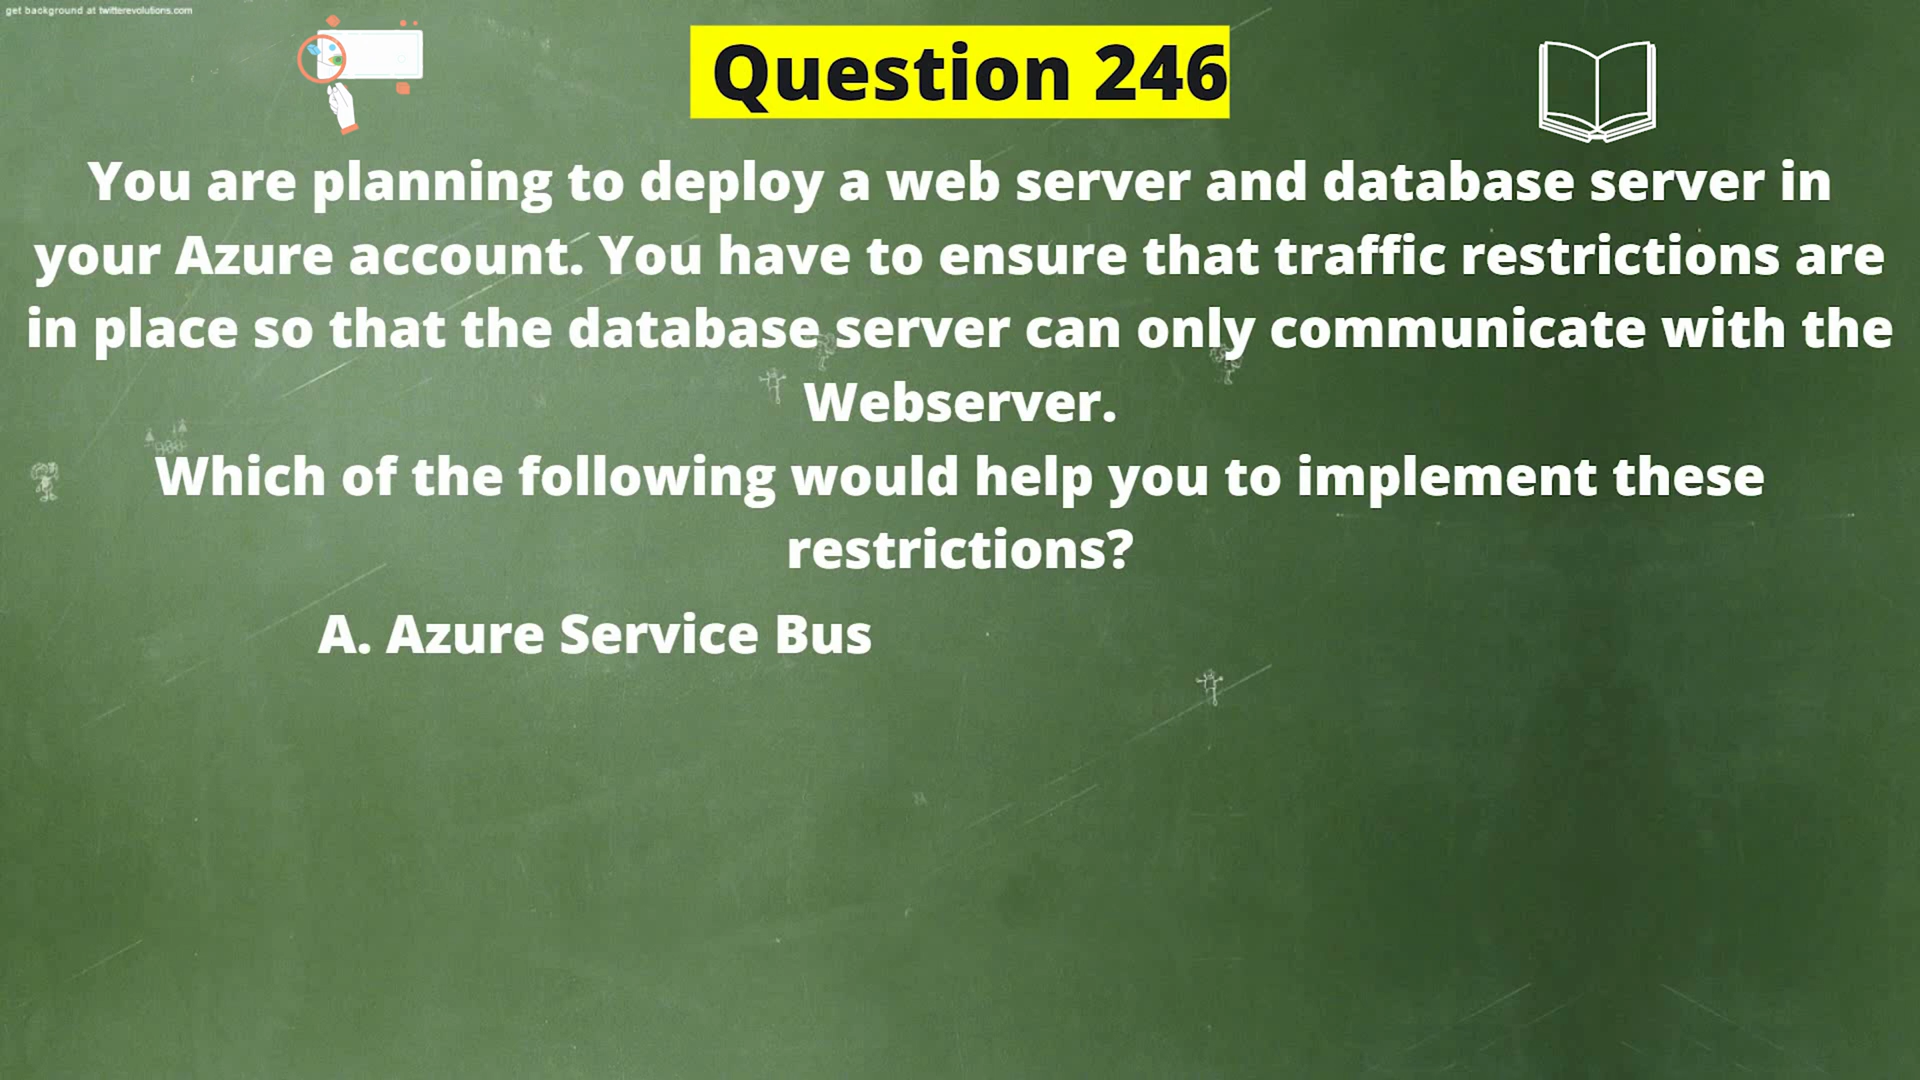 get background at twitterevolutions.com
Question 246
You are planning to deploy a web server and database server in
your Azure account. You have to ensure that traffic restrictions are
in place so that the database server can only communicate with the
Webserver.
Which of the following would help you to implement these
restrictions?
A. Azure Service Bus